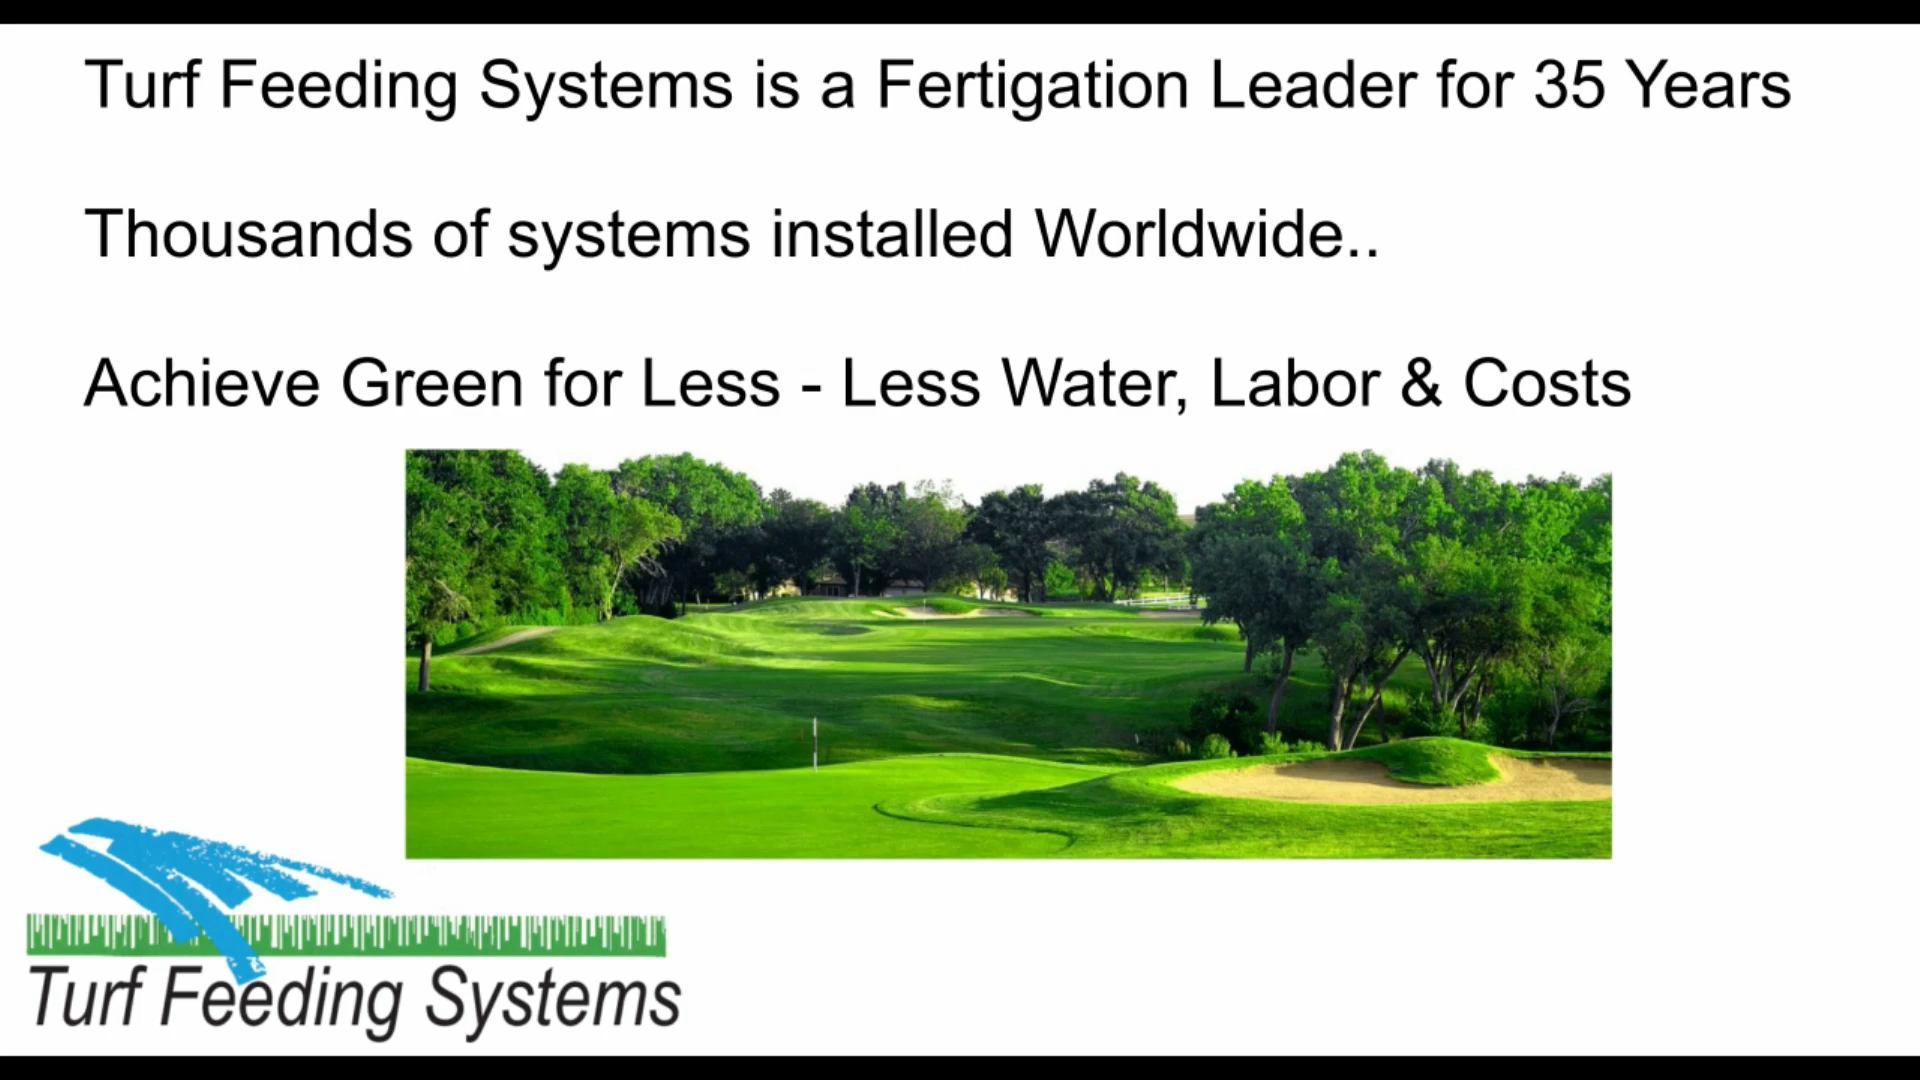 Turf Feeding Systems is a Fertigation Leader for 35 Years
Thousands of systems installed Worldwide..
Achieve Green for Less - Less Water, Labor & Costs
Turf Feeding Systems